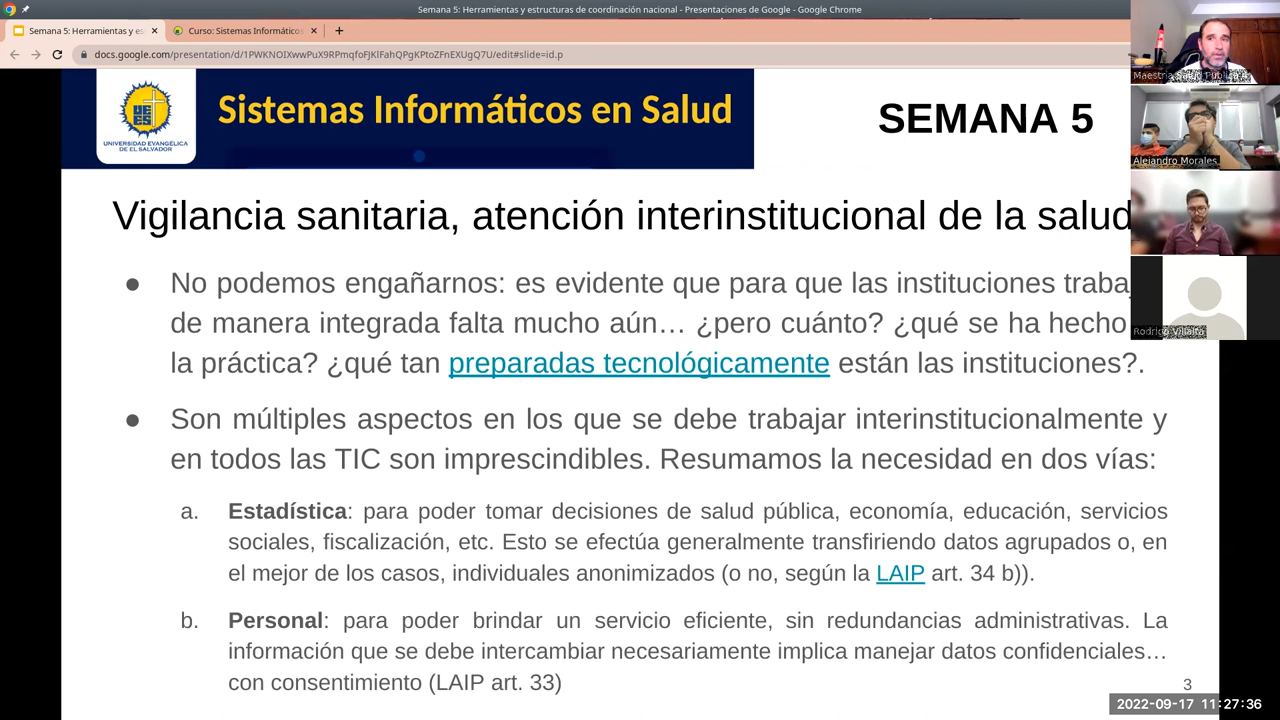 Semana 5: Herramientas y estructuras de coordinación nacional - Presentaciones de Google - Google Chrome
Semana 5: Herramientas y es
Curso: Sistemas Informáticos
docs.google.com/presentation/d/1PWKNOIXwwPuX9RPmqfoFJKlFahQPgKPtoZFnEXUgQ7U/edit#slide=id.p
UNIVERSIDAD EVANGÉLICA
DE EL SALVADOR
Sistemas Informáticos en Salud
SEMANA 5
Maestría Salud Pública
Alejandro Morales
Rodrigo Villalta
Vigilancia sanitaria, atención interinstitucional de la salud
● No podemos engañarnos: es evidente que para que las instituciones trabaj
de manera integrada falta mucho aún… ¿pero cuánto? ¿qué se ha hecho
la práctica? ¿qué tan preparadas tecnológicamente están las instituciones?.
● Son múltiples aspectos en los que se debe trabajar interinstitucionalmente y
en todos las TIC son imprescindibles. Resumamos la necesidad en dos vías:
a. Estadística: para poder tomar decisiones de salud pública, economía, educación, servicios
sociales, fiscalización, etc. Esto se efectúa generalmente transfiriendo datos agrupados o, en
el mejor de los casos, individuales anonimizados (o no, según la LAIP art. 34 b)).
b. Personal: para poder brindar un servicio eficiente, sin redundancias administrativas. La
información que se debe intercambiar necesariamente implica manejar datos confidenciales…
con consentimiento (LAIP art. 33)
3
2022-09-17 11:27:36